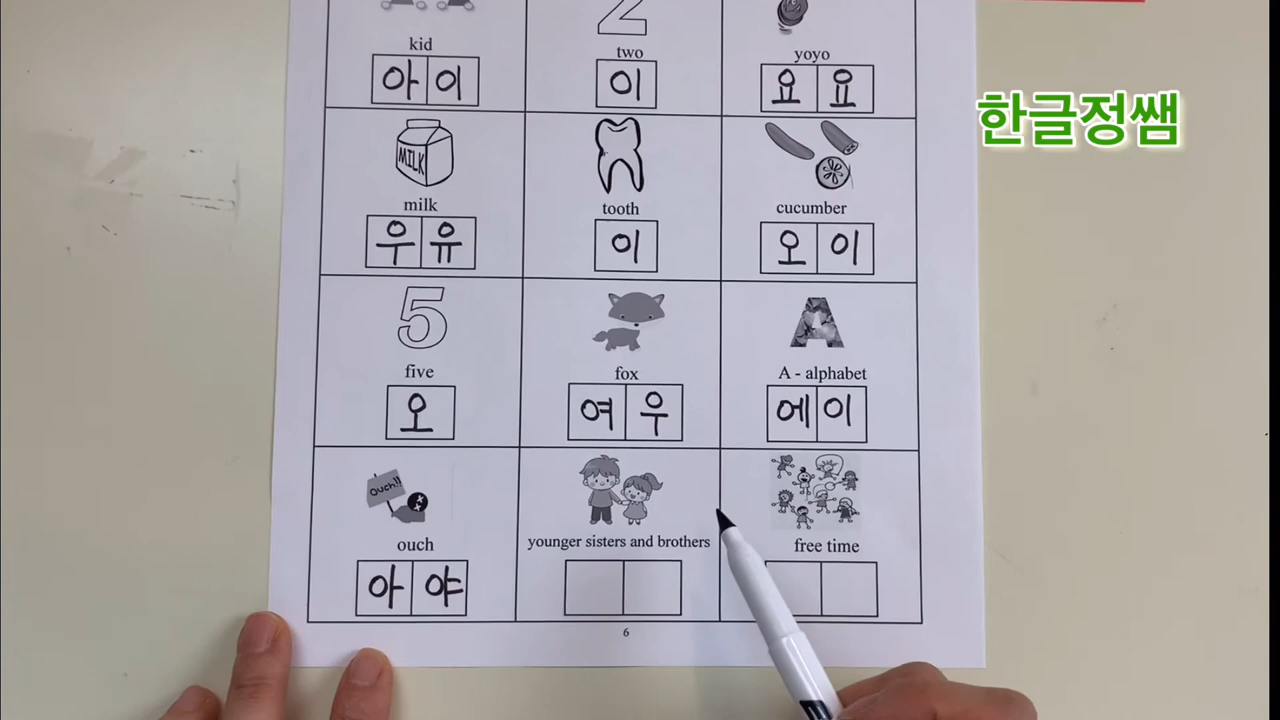 kid
two
yoyo
아이
이
요요
한글정쌤
MILK
milk
tooth
cucumber
우유
이
오이
5
A
five
fox
A - alphabet
오
여우
에이
Ouch!!
ouch
younger sisters and brothers
free time
아야
6